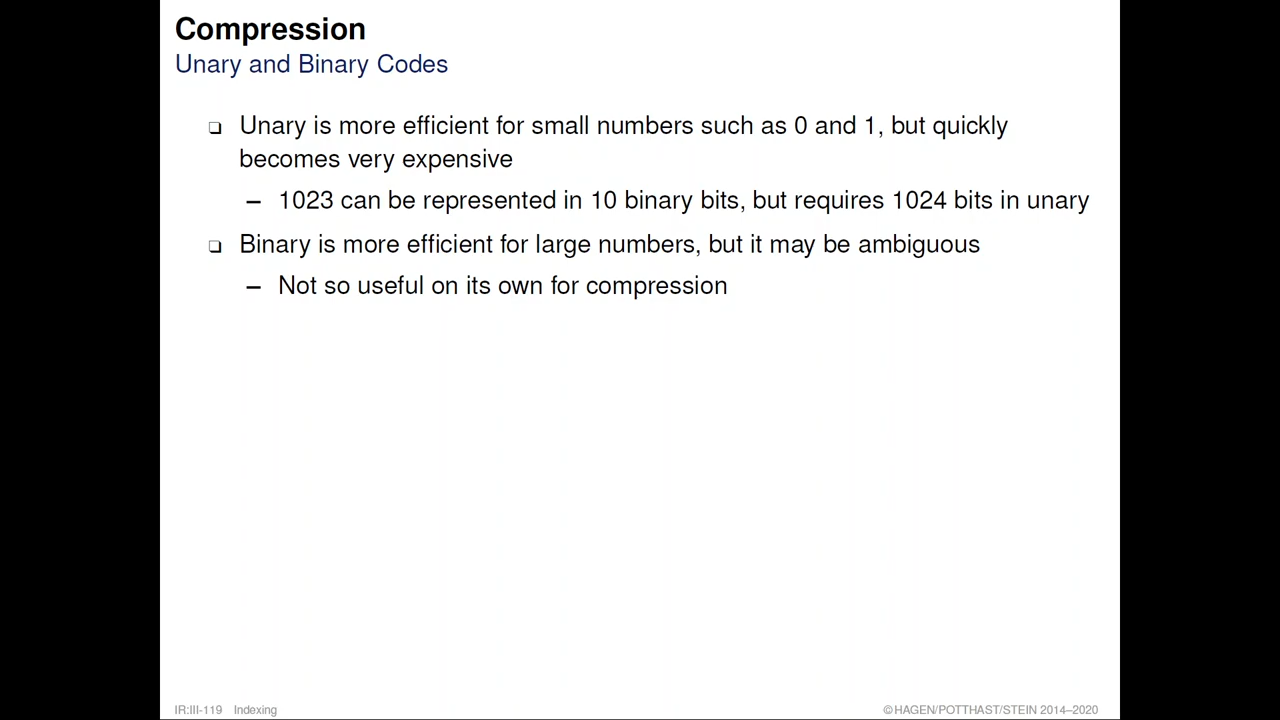 Compression
Unary and Binary Codes
❑ Unary is more efficient for small numbers such as 0 and 1, but quickly
becomes very expensive
– 1023 can be represented in 10 binary bits, but requires 1024 bits in unary
❑ Binary is more efficient for large numbers, but it may be ambiguous
– Not so useful on its own for compression
IR:III-119 Indexing ©HAGEN/POTTHAST/STEIN 2014–2020